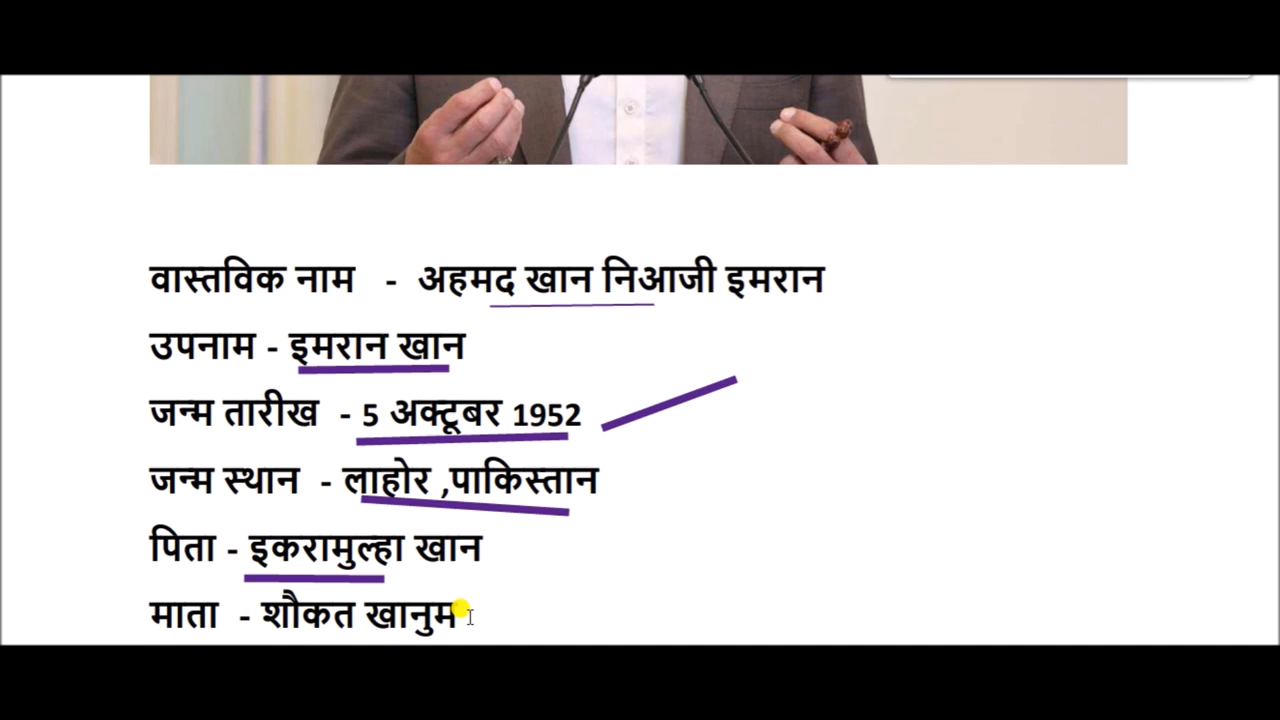 वास्तविक नाम - अहमद खान निआजी इमरान
उपनाम - इमरान खान
जन्म तारीख - 5 अक्टूबर 1952
जन्म स्थान - लाहोर ,पाकिस्तान
पिता - इकरामुल्हा खान
माता - शौकत खानुम